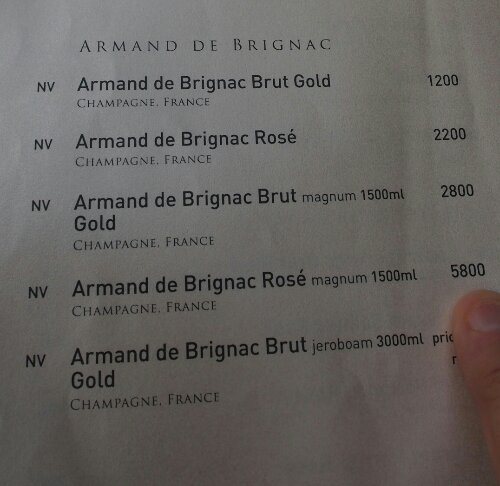 ARMAND DE BRIGNAC
NV Armand de Brignac Brut Gold 1200
CHAMPAGNE, FRANCE
NV Armand de Brignac Rosé 2200
CHAMPAGNE, FRANCE
NV Armand de Brignac Brut magnum 1500ml 2800
Gold
CHAMPAGNE, FRANCE
NV Armand de Brignac Rosé magnum 1500ml 5800
CHAMPAGNE, FRANCE
NV Armand de Brignac Brut jeroboam 3000ml
Gold
CHAMPAGNE, FRANCE